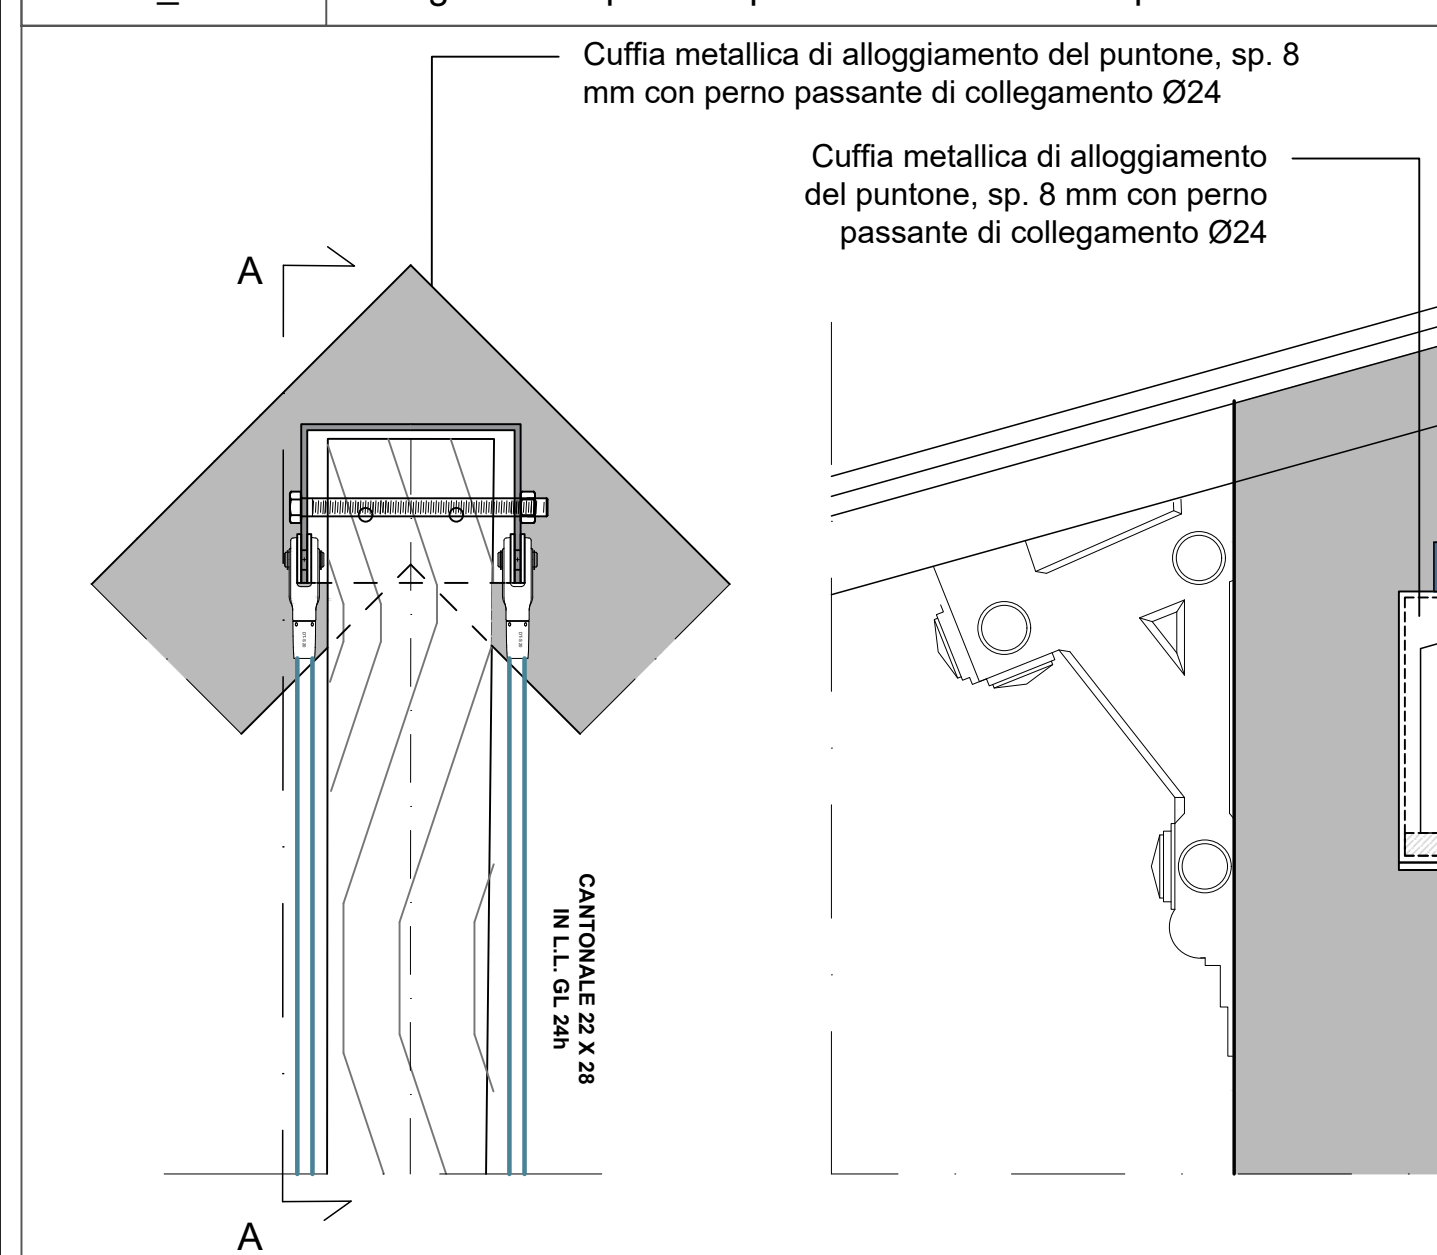 Cuffia metallica di alloggiamento del puntone, sp. 8
mm con perno passante di collegamento Ø24
Cuffia metallica di alloggiamento
del puntone, sp. 8 mm con perno
passante di collegamento Ø24
A
CANTONALE 22 X 28
IN L.L. GL 24h
A